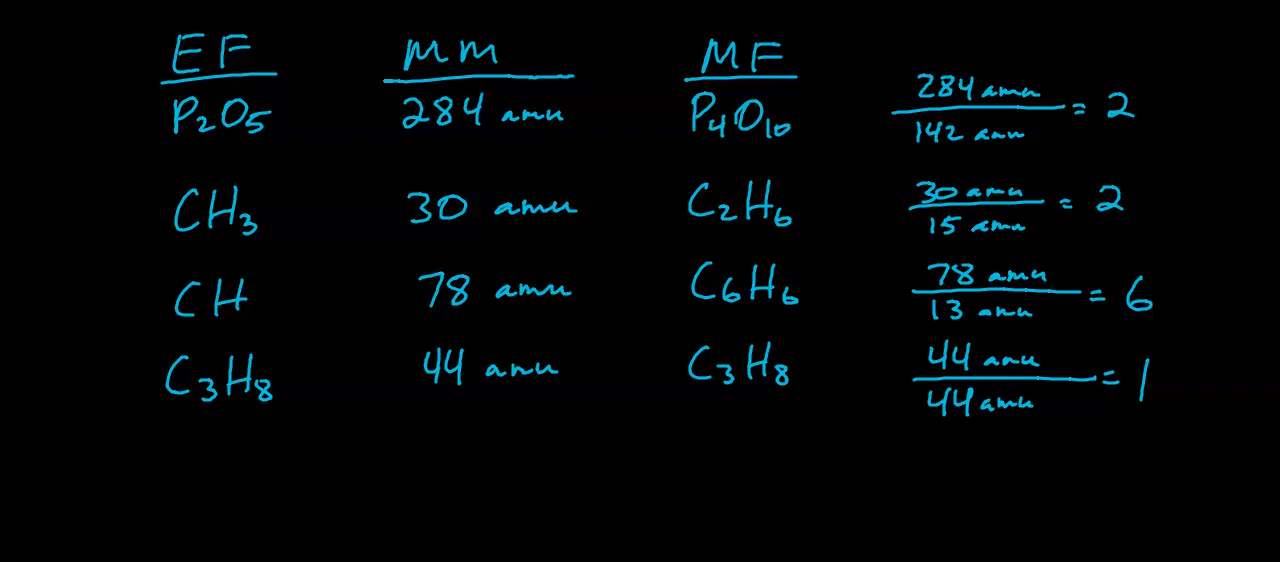 EF MM MF
P₂O₅ 284 amu P₄O₁₀ 284 amu / 142 amu = 2
CH₃ 30 amu C₂H₆ 30 amu / 15 amu = 2
CH 78 amu C₆H₆ 78 amu / 13 amu = 6
C₃H₈ 44 amu C₃H₈ 44 amu / 44 amu = 1